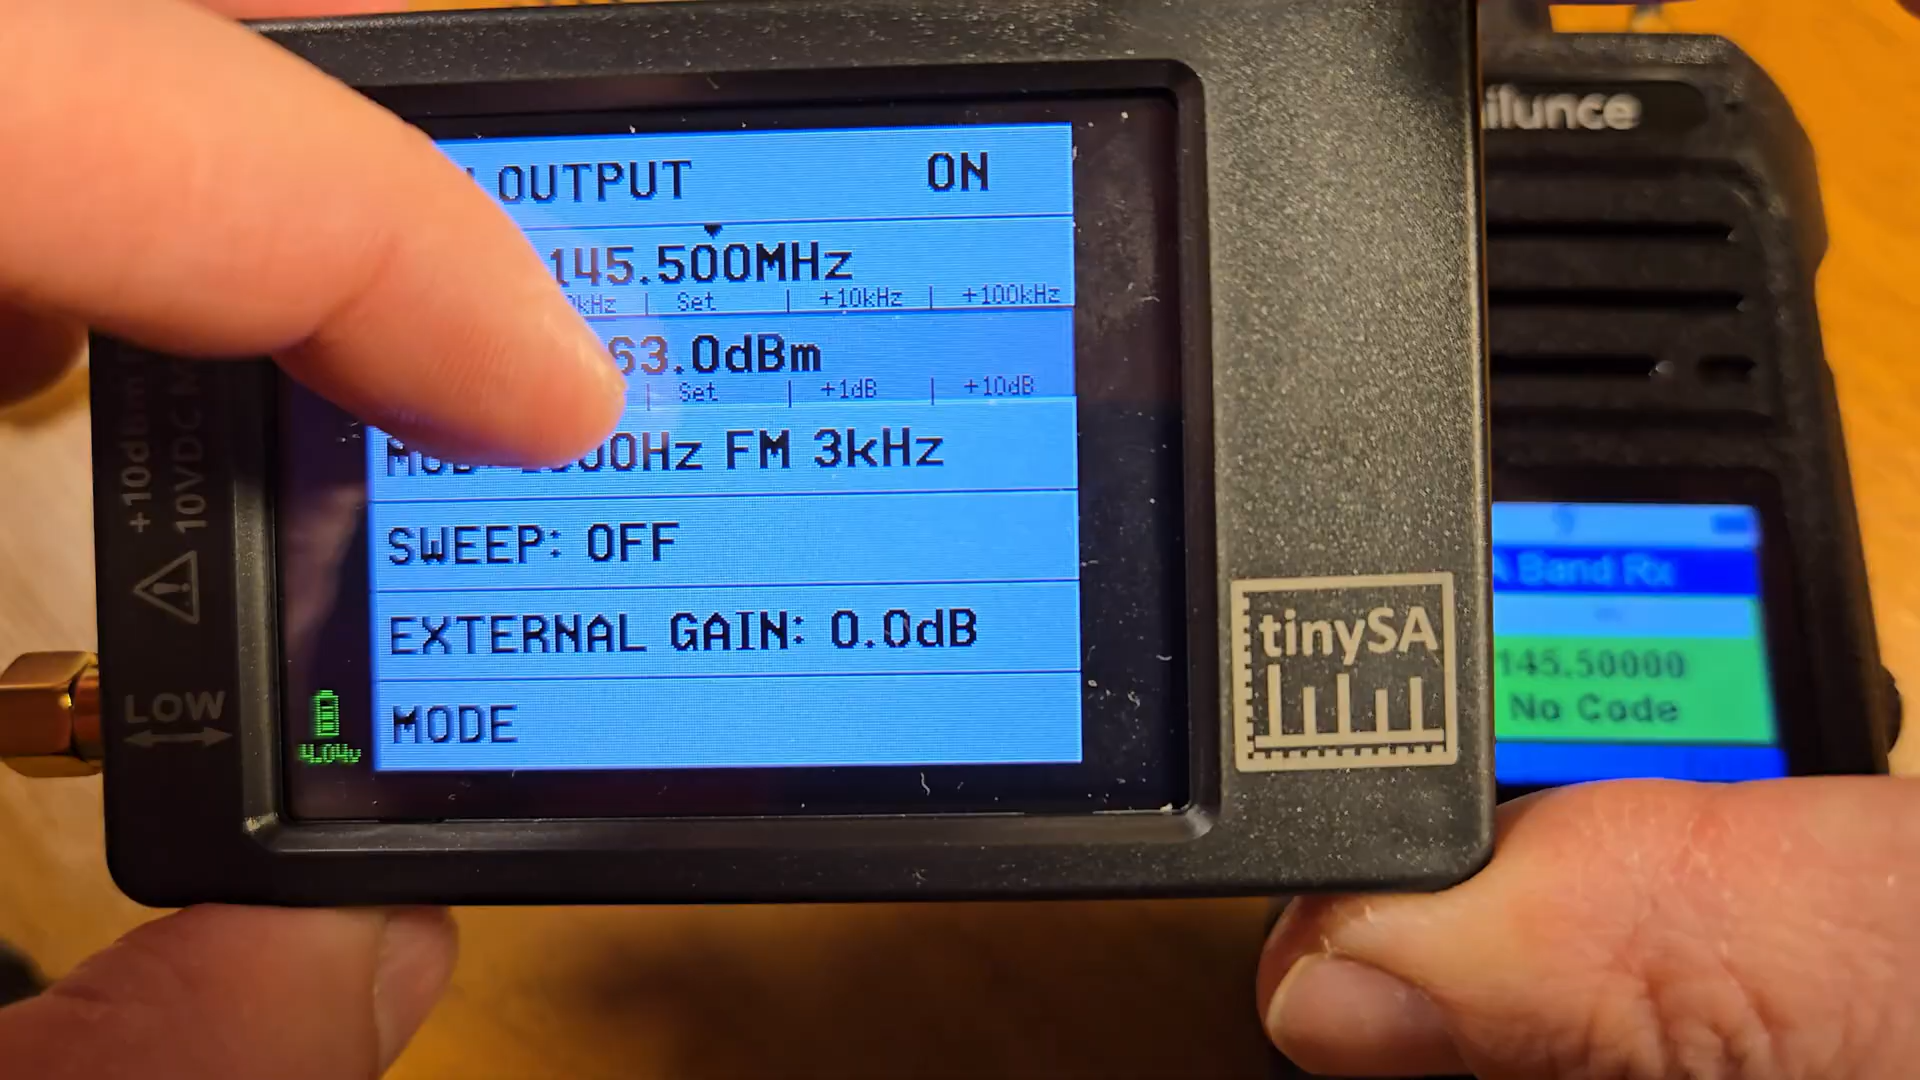 OUTPUT ON
145.500MHz
kHz | Set | +10kHz | +100kHz
63.0dBm
Set | +1dB | +10dB
FM 3kHz
SWEEP: OFF
EXTERNAL GAIN: 0.0dB
MODE
4.04v
+10dBm
10VDC
LOW
tinySA
ilunce
Band Rx
145.50000
No Code